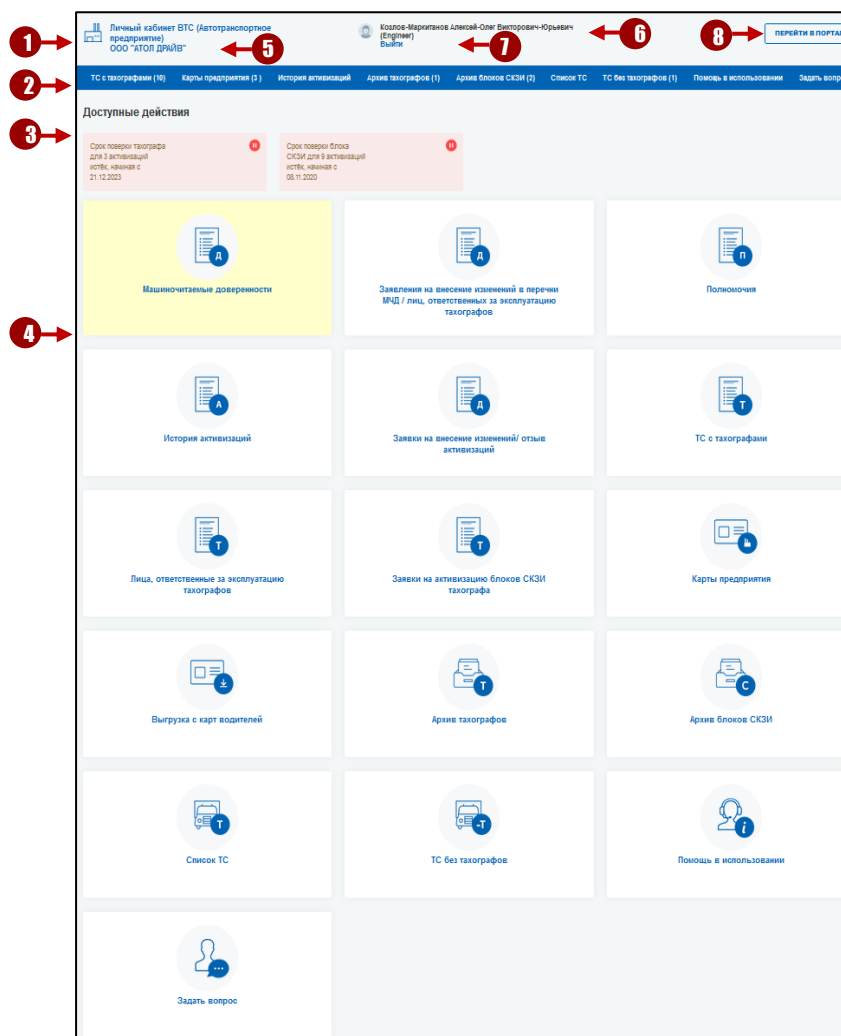 Личный кабинет ВТС (Автотранспортное
предприятие)
ООО "АТОЛ ДРАЙВ"
Козлов-Маркитанов Алексей-Олег Викторович-Юрьевич
(Engineer)
Выйти
ПЕРЕЙТИ В ПОРТАЛ
1
5
7
6
8
ТС с тахографами (10) Карты предприятия (3 ) История активизаций Архив тахографов (1) Архив блоков СКЗИ (2) Список ТС ТС без тахографов (1) Помощь в использовании Задать вопр
2
Доступные действия
3
Срок поверки тахографа
для 3 активизаций
истёк, начиная с
21.12.2023
Срок поверки блока
СКЗИ для 9 активизаций
истёк, начиная с
08.11.2020
Д
Машиночитаемые доверенности
Д
Заявления на внесение изменений в перечни
МЧД / лиц, ответственных за эксплуатацию
тахографов
П
Полномочия
4
А
История активизаций
Д
Заявки на внесение изменений/ отзыв
активизаций
Т
ТС с тахографами
Т
Лица, ответственные за эксплуатацию
тахографов
Т
Заявки на активизацию блоков СКЗИ
тахографа
Карты предприятия
Выгрузка с карт водителей
Т
Архив тахографов
С
Архив блоков СКЗИ
Т
Список ТС
-Т
ТС без тахографов
i
Помощь в использовании
Задать вопрос